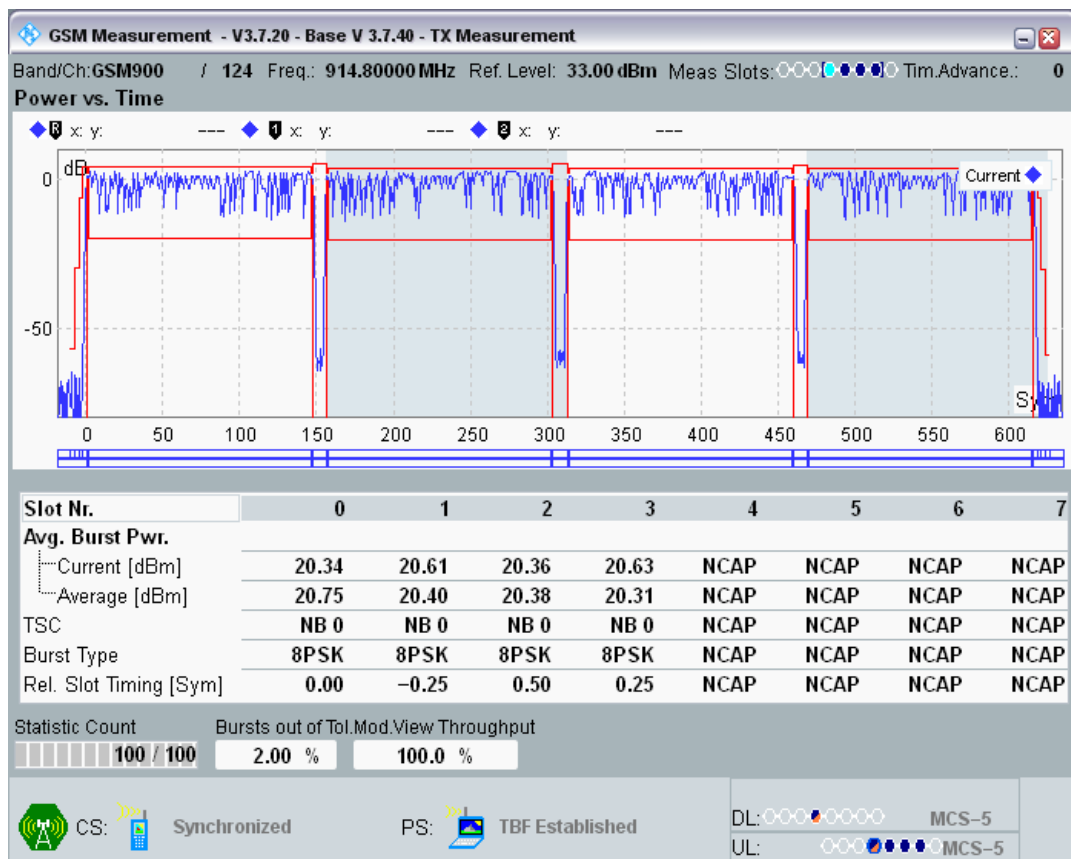 GSM Measurement - V3.7.20 - Base V 3.7.40 - TX Measurement
Band/Ch:GSM900 / 124 Freq.: 914.80000 MHz Ref. Level: 33.00 dBm Meas Slots: Tim.Advance.: 0
Power vs. Time
R x: y: --- 1 x: y: --- 2 x: y: ---
dB
Current
0
-50
Sy
0 50 100 150 200 250 300 350 400 450 500 550 600
Slot Nr. 0 1 2 3 4 5 6 7
Avg. Burst Pwr.
Current [dBm] 20.34 20.61 20.36 20.63 NCAP NCAP NCAP NCAP
Average [dBm] 20.75 20.40 20.38 20.31 NCAP NCAP NCAP NCAP
TSC NB 0 NB 0 NB 0 NB 0 NCAP NCAP NCAP NCAP
Burst Type 8PSK 8PSK 8PSK 8PSK NCAP NCAP NCAP NCAP
Rel. Slot Timing [Sym] 0.00 −0.25 0.50 0.25 NCAP NCAP NCAP NCAP
Statistic Count Bursts out of Tol.Mod.View Throughput
100 / 100 2.00 % 100.0 %
CS: Synchronized PS: TBF Established
DL: MCS−5
UL: MCS−5